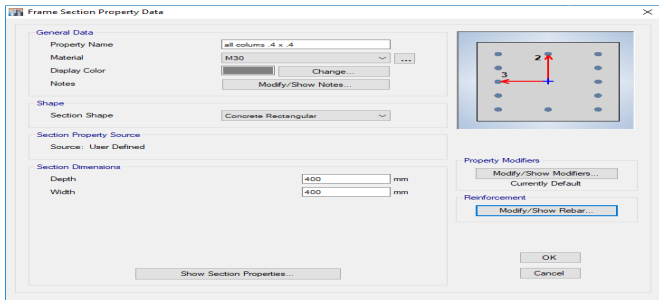 Frame Section Property Data
General Data
Property Name all colums .4 x .4
Material M30 ...
Display Color Change...
Notes Modify/Show Notes...
Shape
Section Shape Concrete Rectangular
Section Property Source
Source: User Defined
Section Dimensions
Depth 400 mm
Width 400 mm
Show Section Properties...
2
3
Property Modifiers
Modify/Show Modifiers...
Currently Default
Reinforcement
Modify/Show Rebar...
OK
Cancel